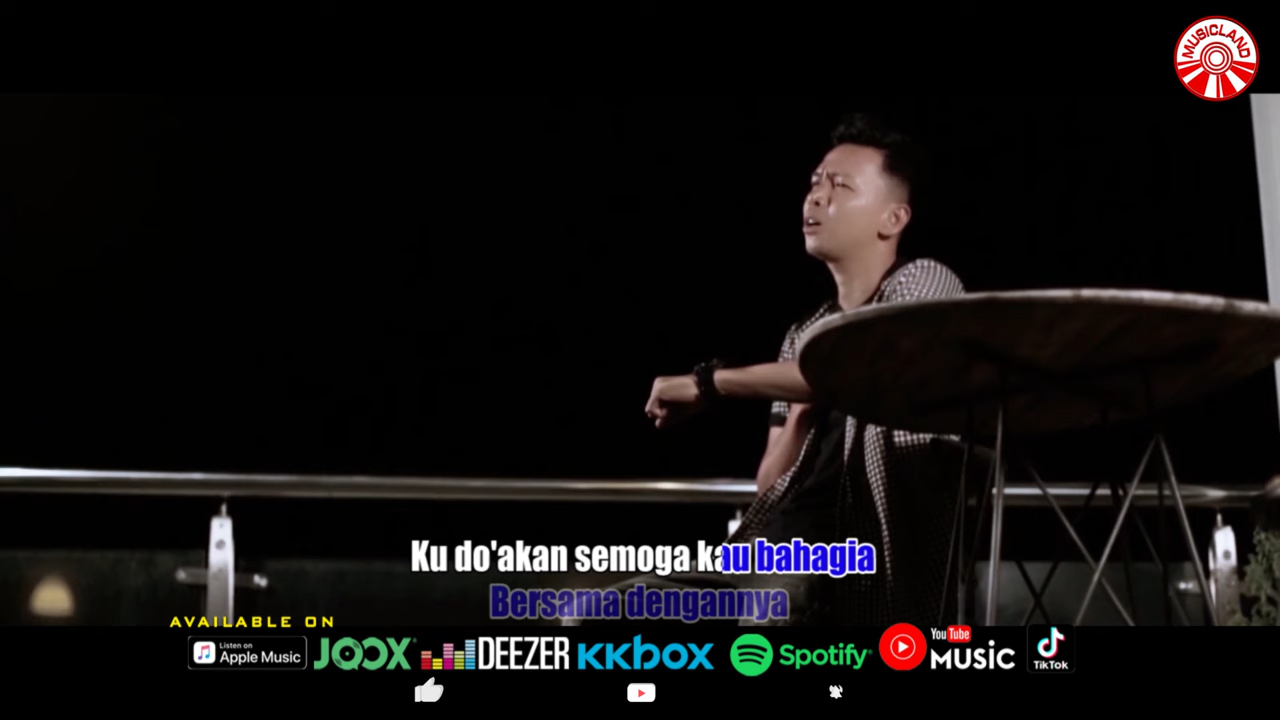 MUSICLAND
Ku do'akan semoga kau bahagia
Bersama dengannya
AVAILABLE ON
Listen on
Apple Music
JOOX
DEEZER
KKBOX
Spotify
YouTube
MUSIC
TikTok